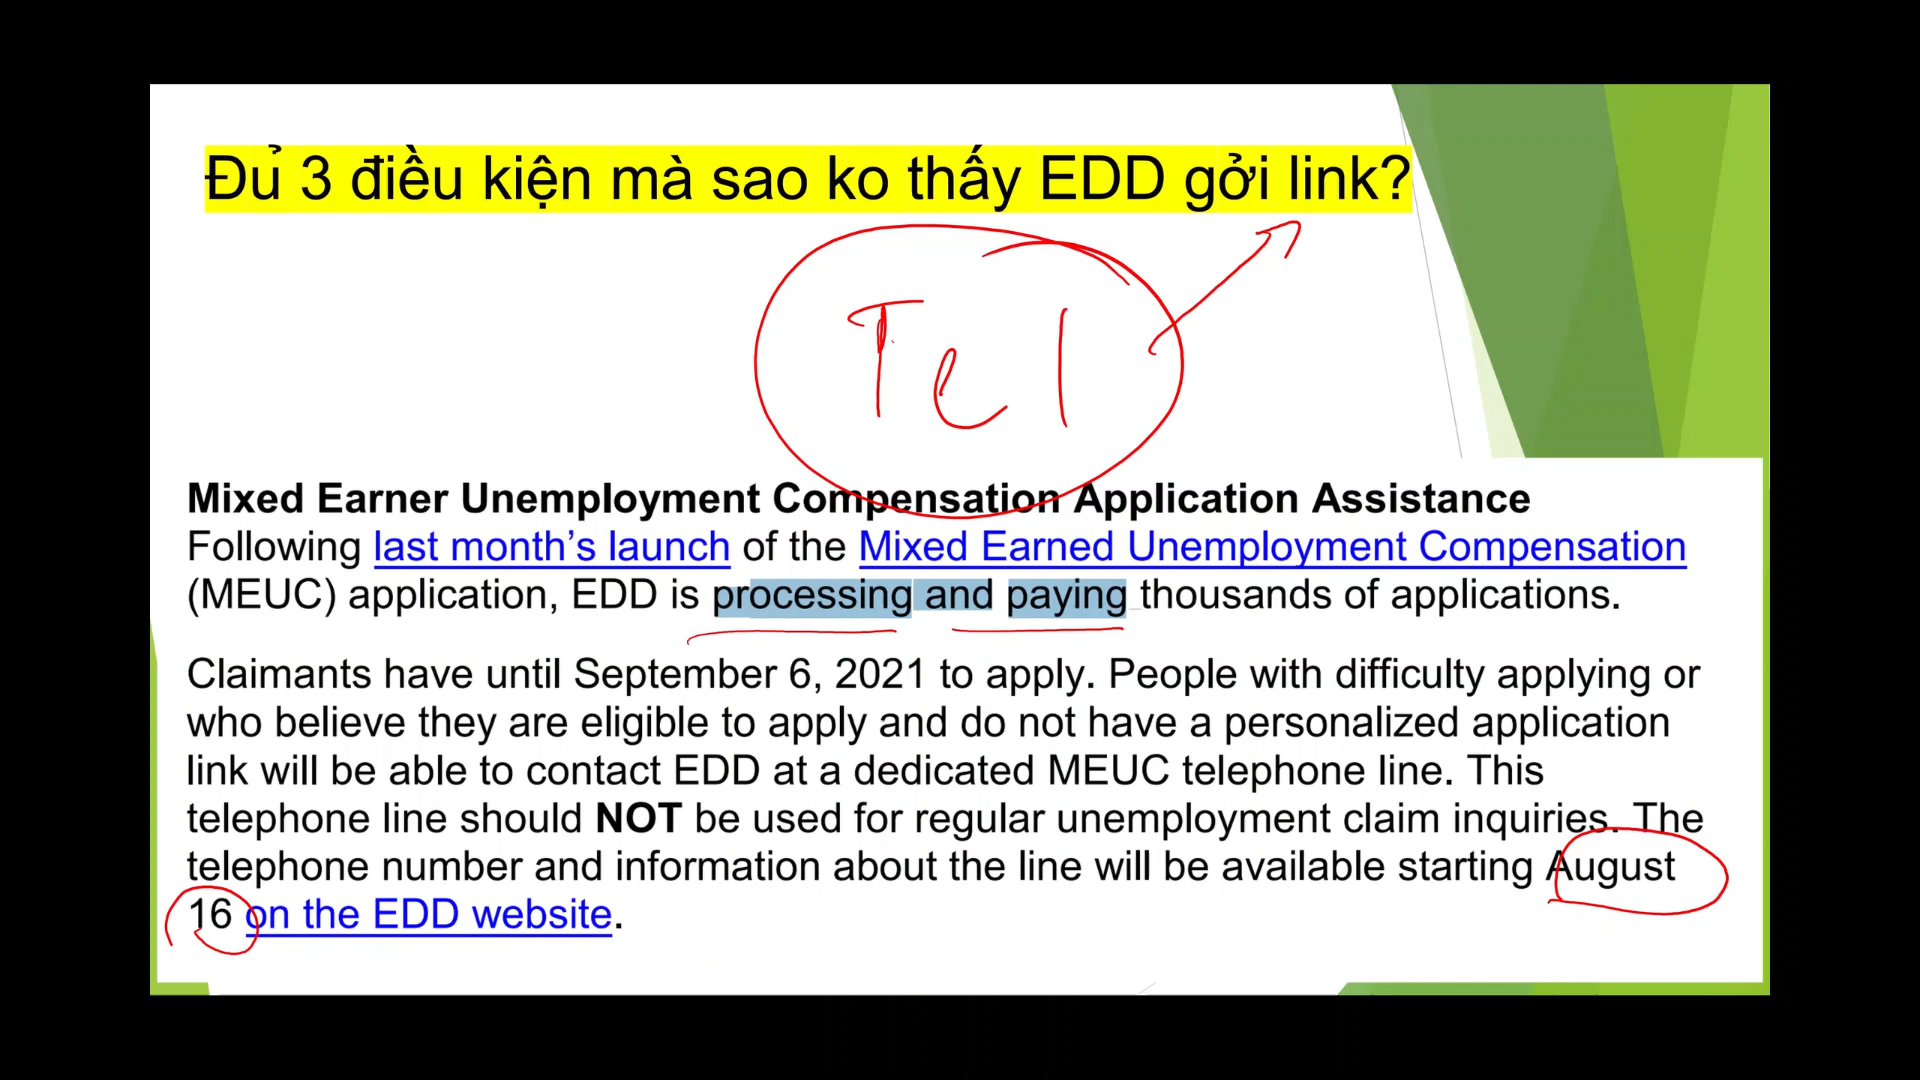 Đủ 3 điều kiện mà sao ko thấy EDD gởi link?
Tel
Mixed Earner Unemployment Compensation Application Assistance
Following last month’s launch of the Mixed Earned Unemployment Compensation
(MEUC) application, EDD is processing and paying thousands of applications.
Claimants have until September 6, 2021 to apply. People with difficulty applying or
who believe they are eligible to apply and do not have a personalized application
link will be able to contact EDD at a dedicated MEUC telephone line. This
telephone line should NOT be used for regular unemployment claim inquiries. The
telephone number and information about the line will be available starting August
16 on the EDD website.